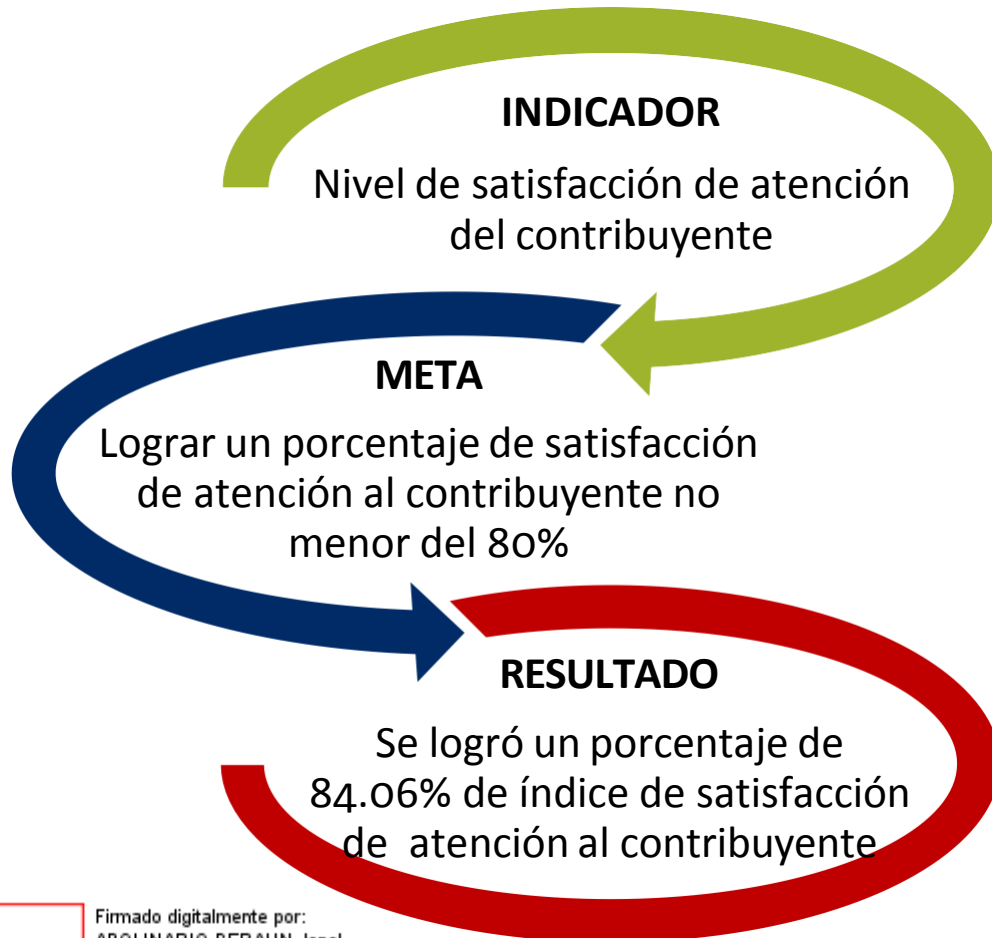 INDICADOR
Nivel de satisfacción de atención
del contribuyente
META
Lograr un porcentaje de satisfacción
de atención al contribuyente no
menor del 80%
RESULTADO
Se logró un porcentaje de
84.06% de índice de satisfacción
de atención al contribuyente
Firmado digitalmente por: